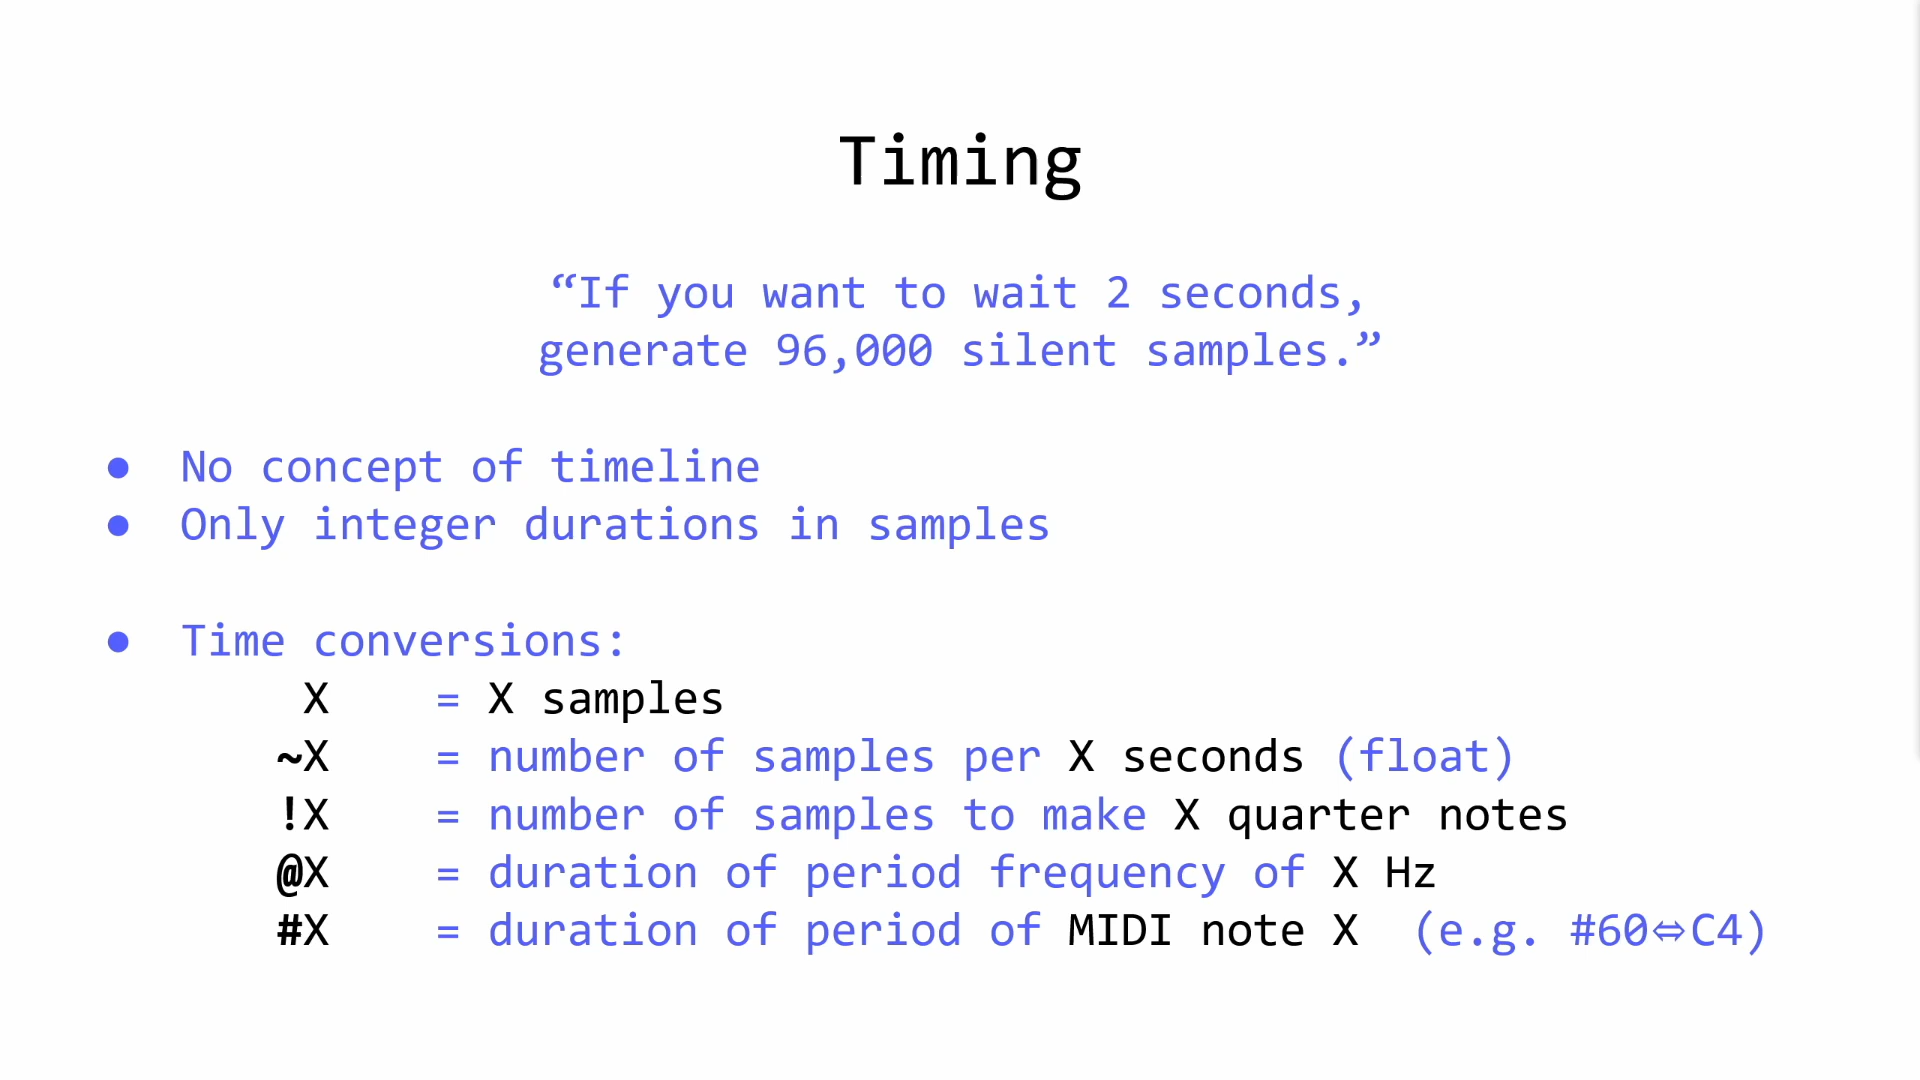 Timing
“If you want to wait 2 seconds,
generate 96,000 silent samples.”
● No concept of timeline
● Only integer durations in samples
● Time conversions:
X = X samples
~X = number of samples per X seconds (float)
!X = number of samples to make X quarter notes
@X = duration of period frequency of X Hz
#X = duration of period of MIDI note X (e.g. #60⇔C4)